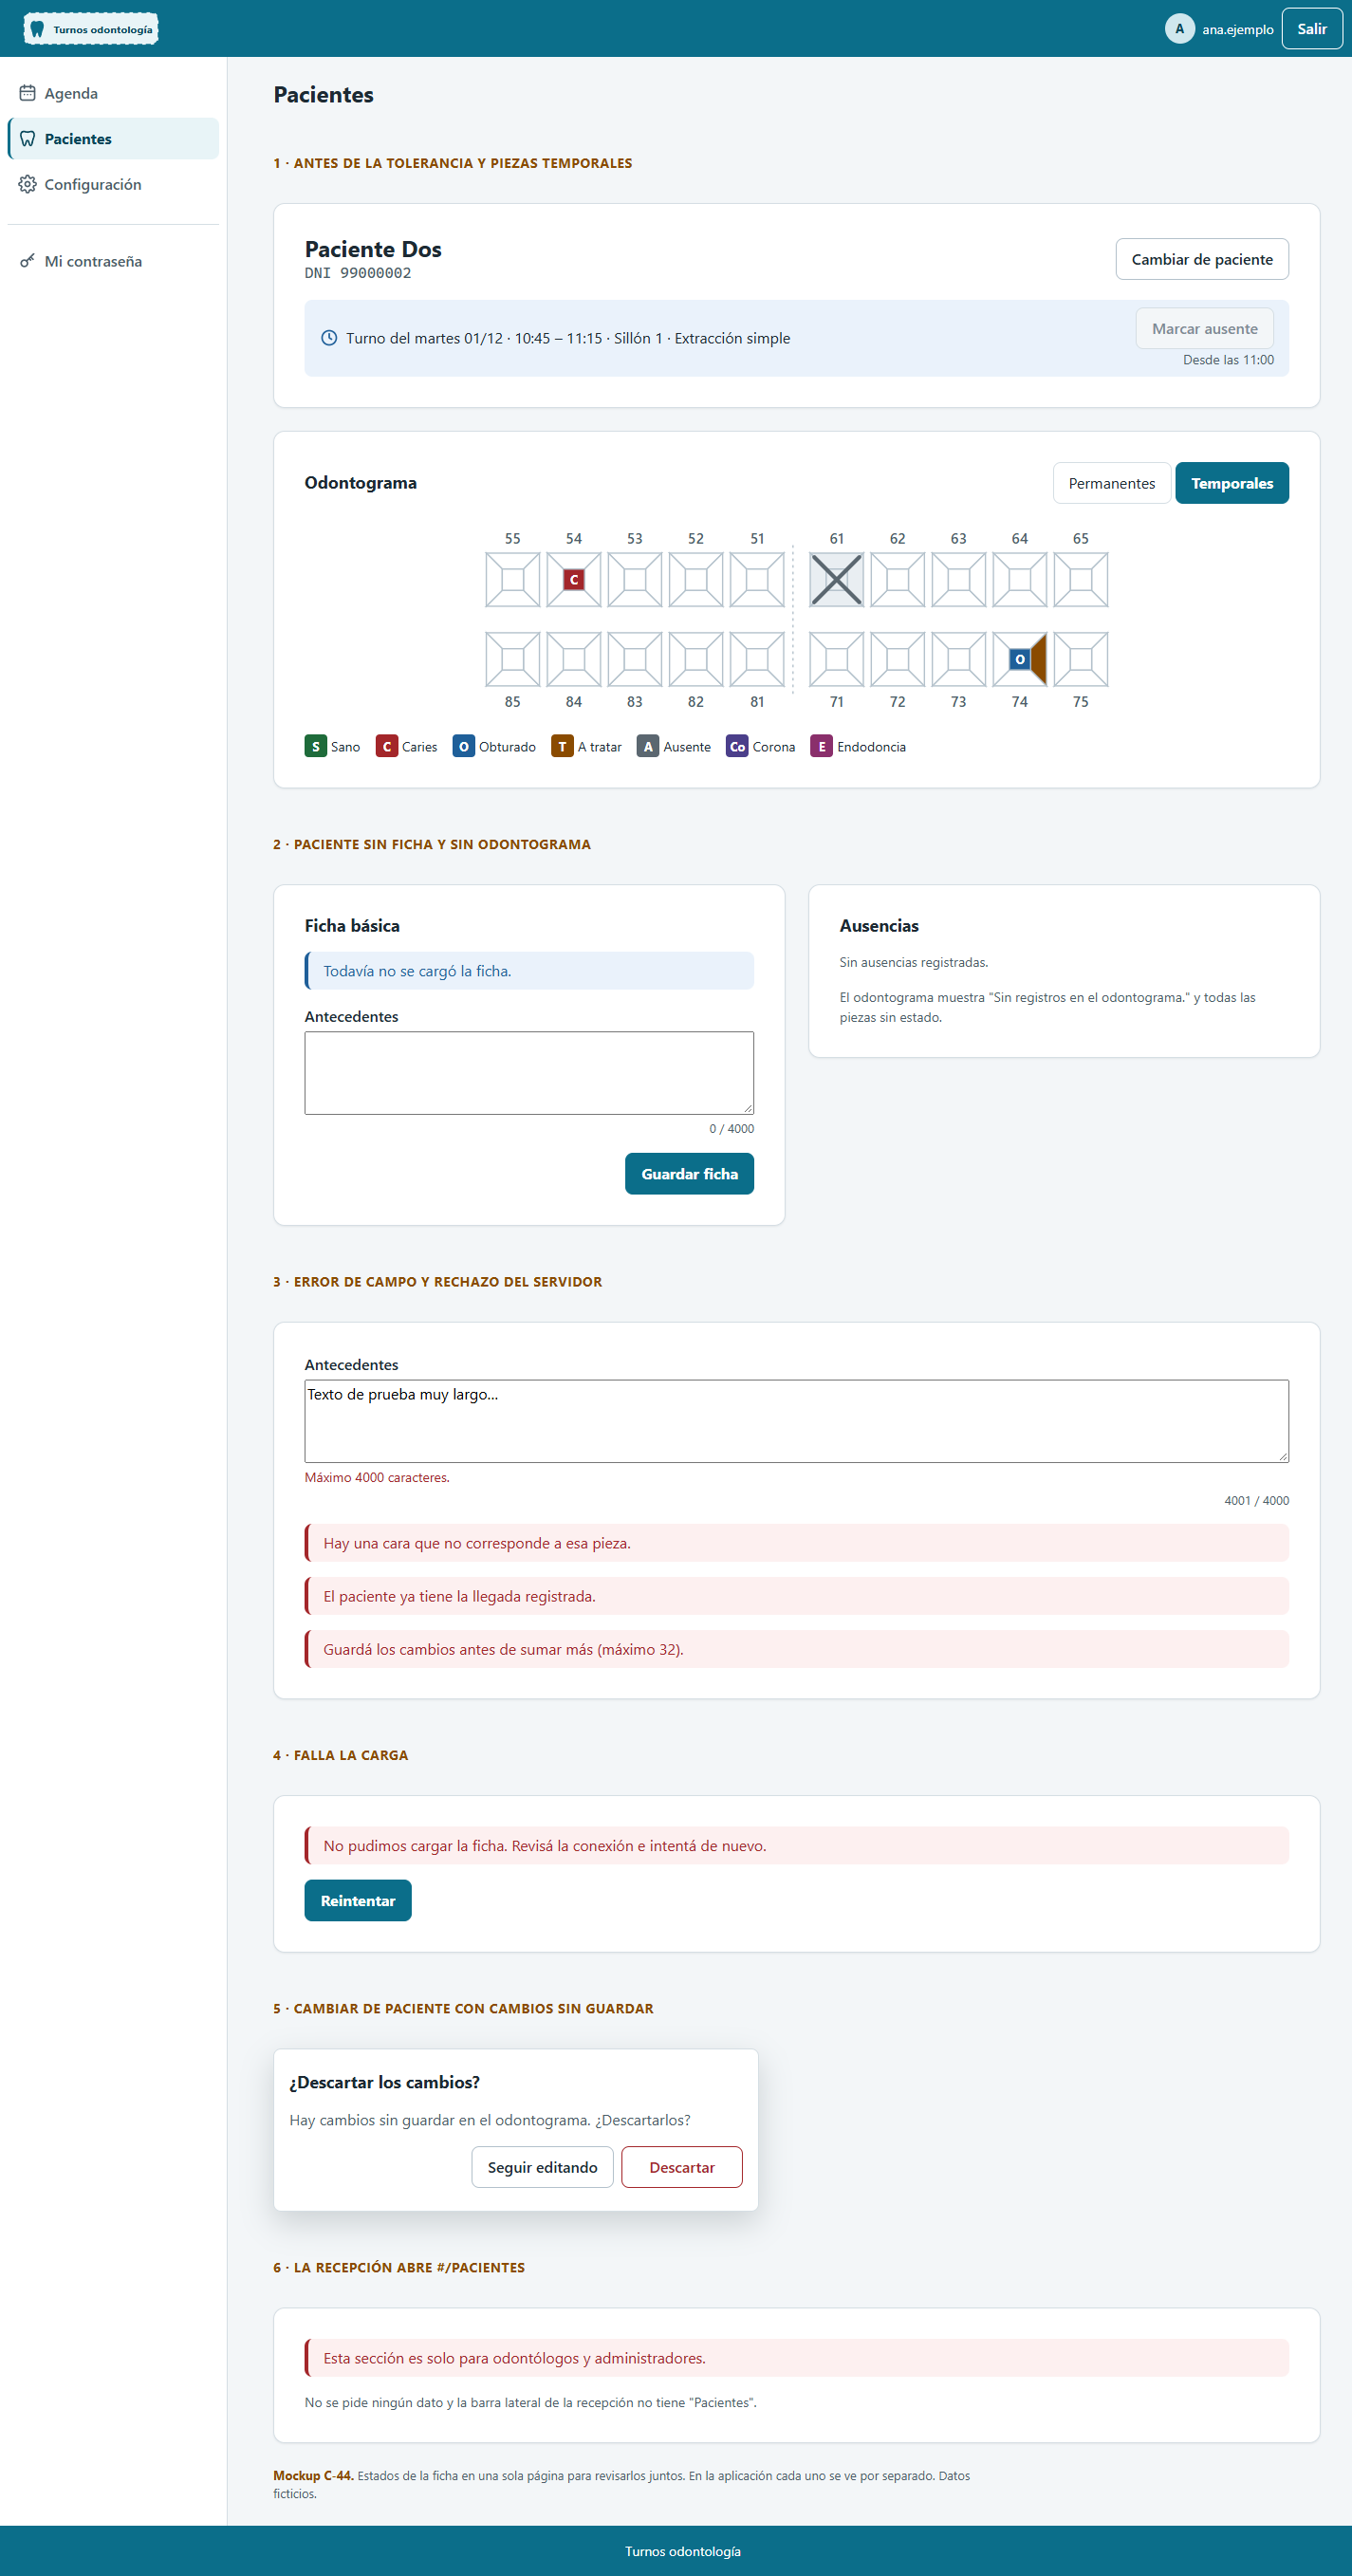 Turnos odontología
A
ana.ejemplo
Salir
Agenda
Pacientes
Configuración
Mi contraseña
Pacientes
1 · ANTES DE LA TOLERANCIA Y PIEZAS TEMPORALES
Paciente Dos
DNI 99000002
Cambiar de paciente
Turno del martes 01/12 · 10:45 – 11:15 · Sillón 1 · Extracción simple
Marcar ausente
Desde las 11:00
Odontograma
Permanentes
Temporales
55 54 53 52 51 61 62 63 64 65
C
O
85 84 83 82 81 71 72 73 74 75
S Sano C Caries O Obturado T A tratar A Ausente Co Corona E Endodoncia
2 · PACIENTE SIN FICHA Y SIN ODONTOGRAMA
Ficha básica
Todavía no se cargó la ficha.
Antecedentes
0 / 4000
Guardar ficha
Ausencias
Sin ausencias registradas.
El odontograma muestra "Sin registros en el odontograma." y todas las
piezas sin estado.
3 · ERROR DE CAMPO Y RECHAZO DEL SERVIDOR
Antecedentes
Texto de prueba muy largo...
Máximo 4000 caracteres.
4001 / 4000
Hay una cara que no corresponde a esa pieza.
El paciente ya tiene la llegada registrada.
Guardá los cambios antes de sumar más (máximo 32).
4 · FALLA LA CARGA
No pudimos cargar la ficha. Revisá la conexión e intentá de nuevo.
Reintentar
5 · CAMBIAR DE PACIENTE CON CAMBIOS SIN GUARDAR
¿Descartar los cambios?
Hay cambios sin guardar en el odontograma. ¿Descartarlos?
Seguir editando
Descartar
6 · LA RECEPCIÓN ABRE #/PACIENTES
Esta sección es solo para odontólogos y administradores.
No se pide ningún dato y la barra lateral de la recepción no tiene "Pacientes".
Mockup C-44. Estados de la ficha en una sola página para revisarlos juntos. En la aplicación cada uno se ve por separado. Datos
ficticios.
Turnos odontología